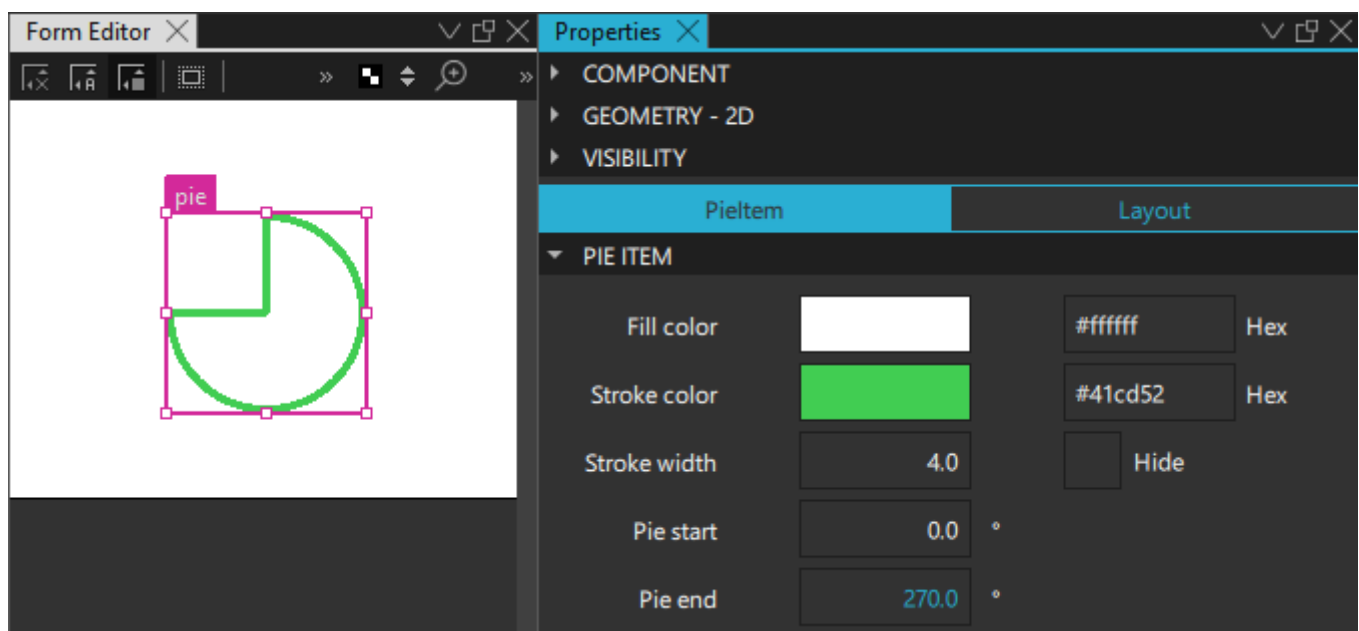 Form Editor
Properties
COMPONENT
GEOMETRY - 2D
VISIBILITY
pie
PieItem Layout
PIE ITEM
Fill color #ffffff Hex
Stroke color #41cd52 Hex
Stroke width 4.0 Hide
Pie start 0.0 °
Pie end 270.0 °